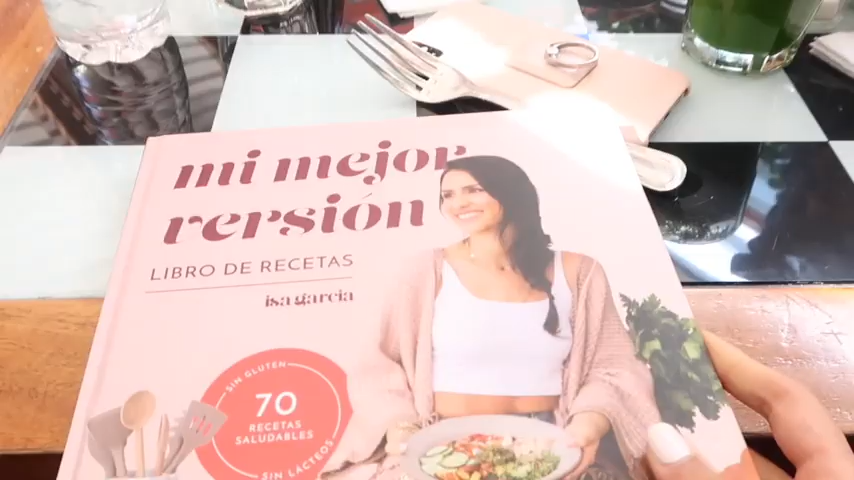 mi mejor
versión
LIBRO DE RECETAS
isa garcia
SIN GLUTEN
70
RECETAS
SALUDABLES
SIN LÁCTEOS